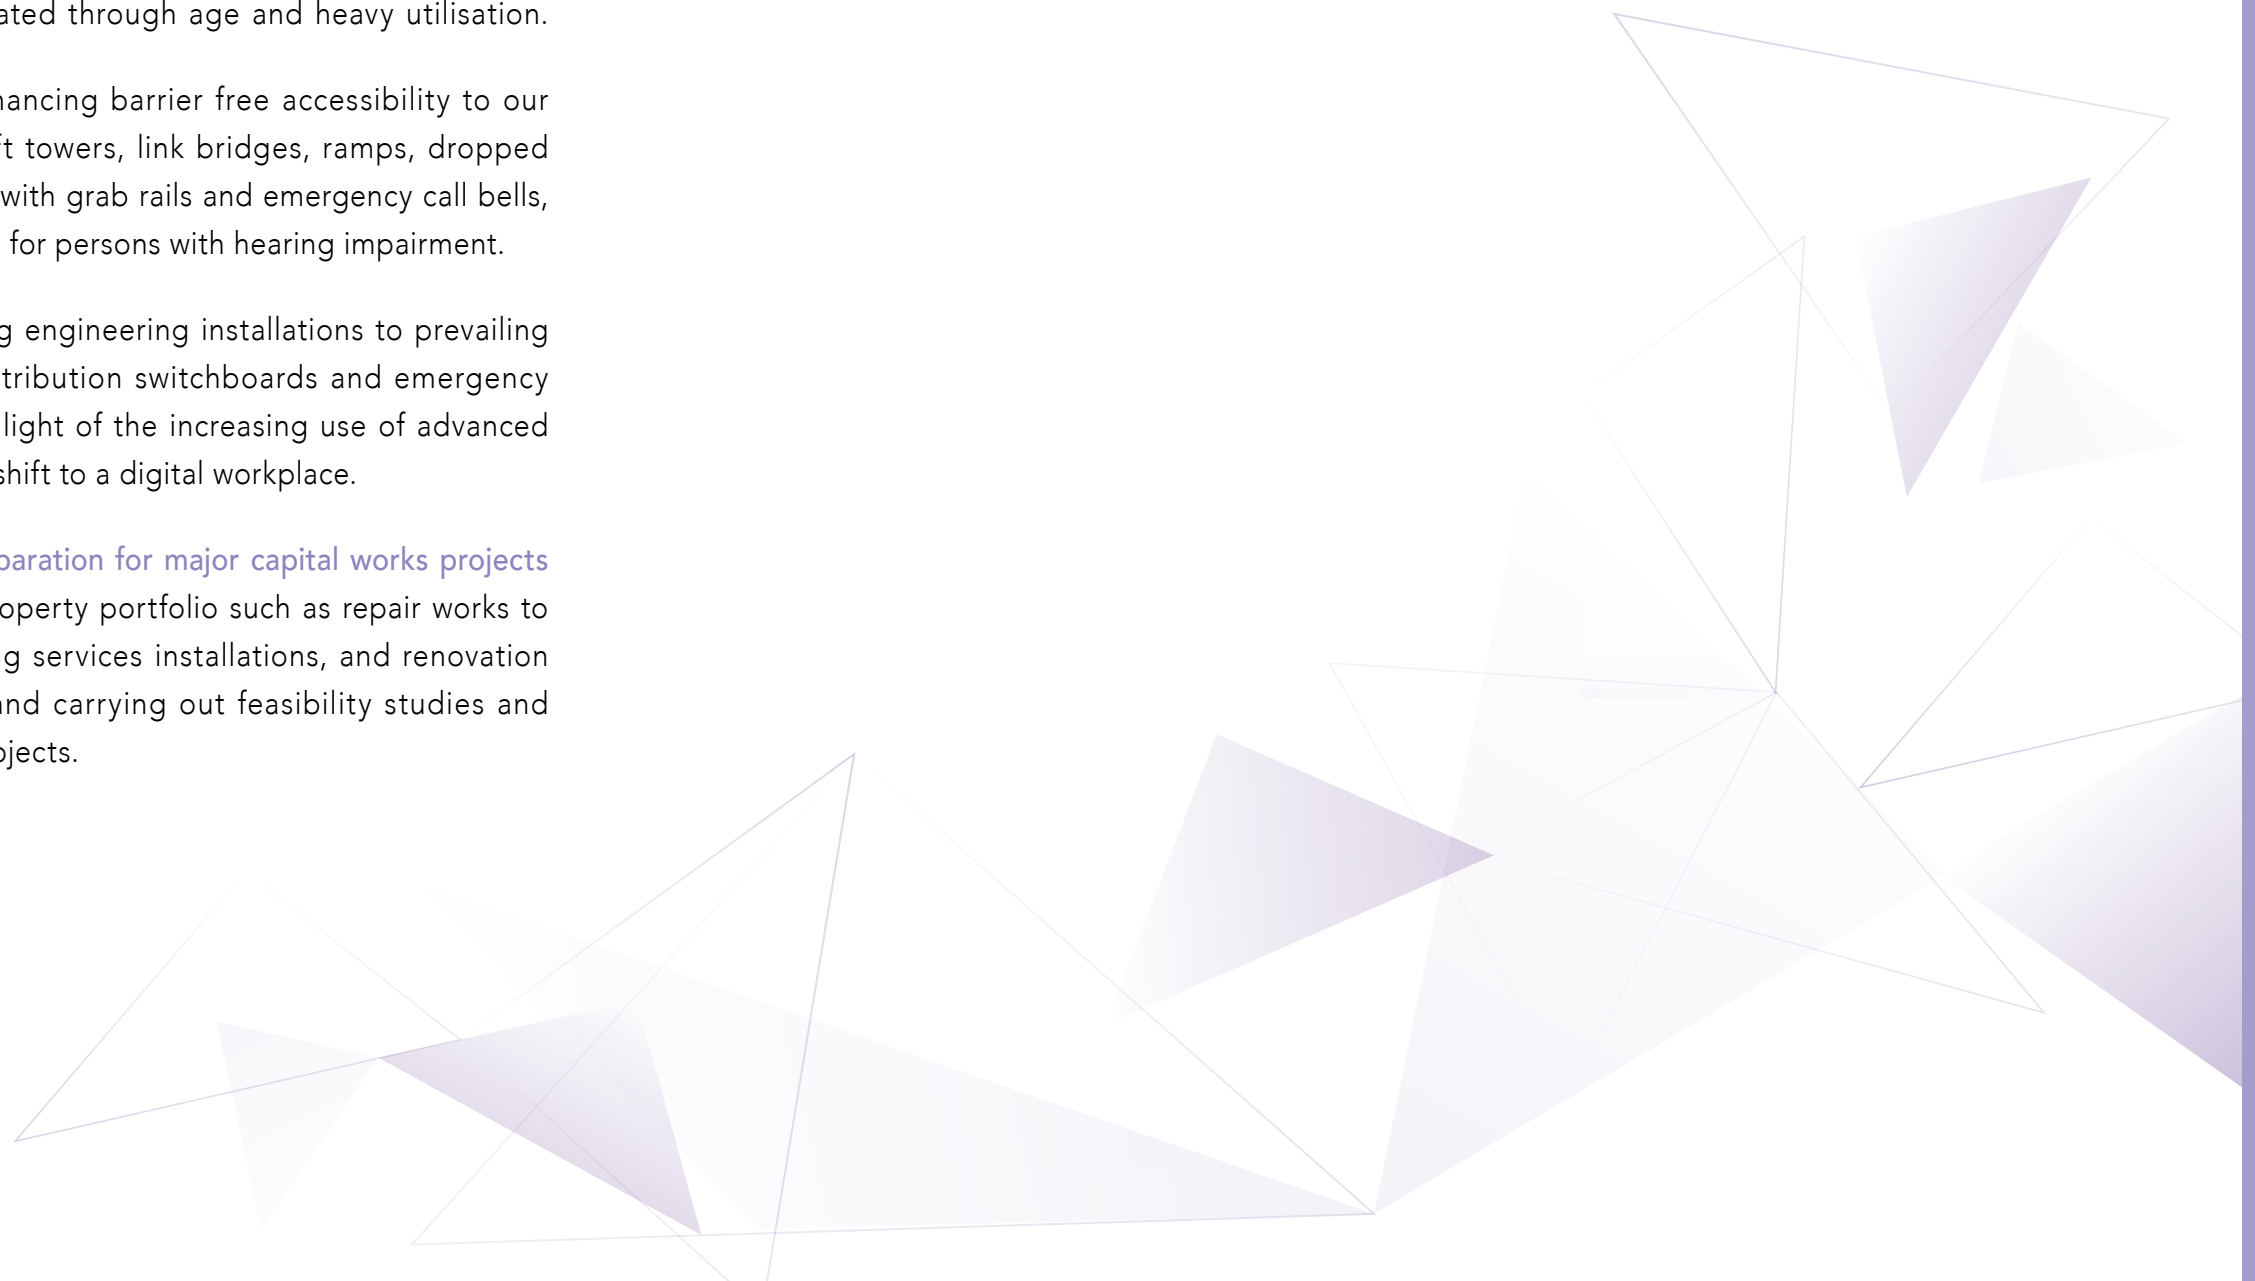 ated through age and heavy utilisation.
nancing barrier free accessibility to our
ft towers, link bridges, ramps, dropped
with grab rails and emergency call bells,
for persons with hearing impairment.
g engineering installations to prevailing
tribution switchboards and emergency
light of the increasing use of advanced
shift to a digital workplace.
paration for major capital works projects
operty portfolio such as repair works to
g services installations, and renovation
and carrying out feasibility studies and
ojects.